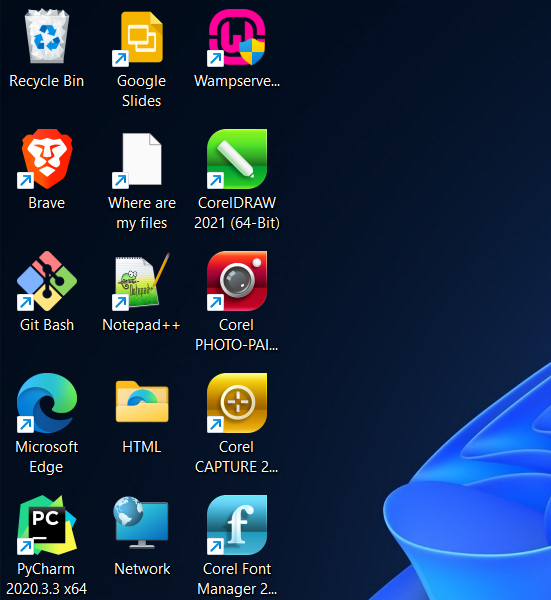 Recycle Bin
Google
Slides
Wampserve...
Brave
Where are
my files
CorelDRAW
2021 (64-Bit)
Git Bash
Notepad++
Corel
PHOTO-PAI...
Microsoft
Edge
HTML
Corel
CAPTURE 2...
PC
PyCharm
2020.3.3 x64
Network
Corel Font
Manager 2...